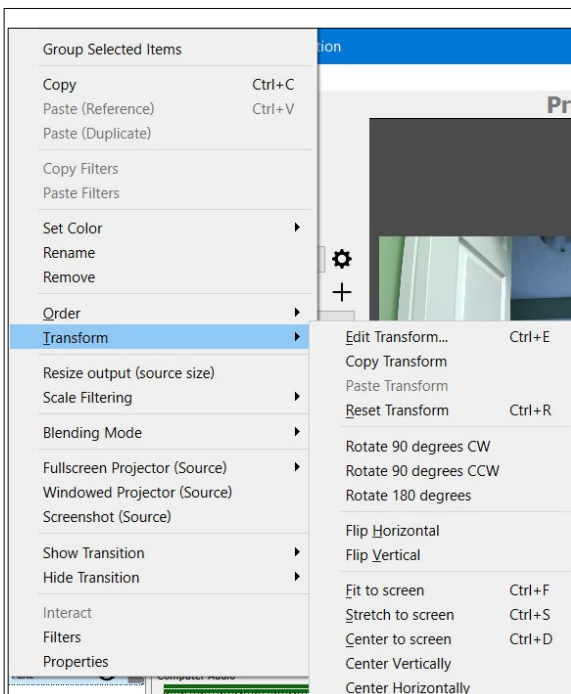 Group Selected Items
Copy Ctrl+C
Paste (Reference) Ctrl+V
Paste (Duplicate)
Copy Filters
Paste Filters
Set Color
Rename
Remove
Order
Transform
Resize output (source size)
Scale Filtering
Blending Mode
Fullscreen Projector (Source)
Windowed Projector (Source)
Screenshot (Source)
Show Transition
Hide Transition
Interact
Filters
Properties
tion
Pr
Edit Transform... Ctrl+E
Copy Transform
Paste Transform
Reset Transform Ctrl+R
Rotate 90 degrees CW
Rotate 90 degrees CCW
Rotate 180 degrees
Flip Horizontal
Flip Vertical
Fit to screen Ctrl+F
Stretch to screen Ctrl+S
Center to screen Ctrl+D
Center Vertically
Center Horizontally
Computer Audio